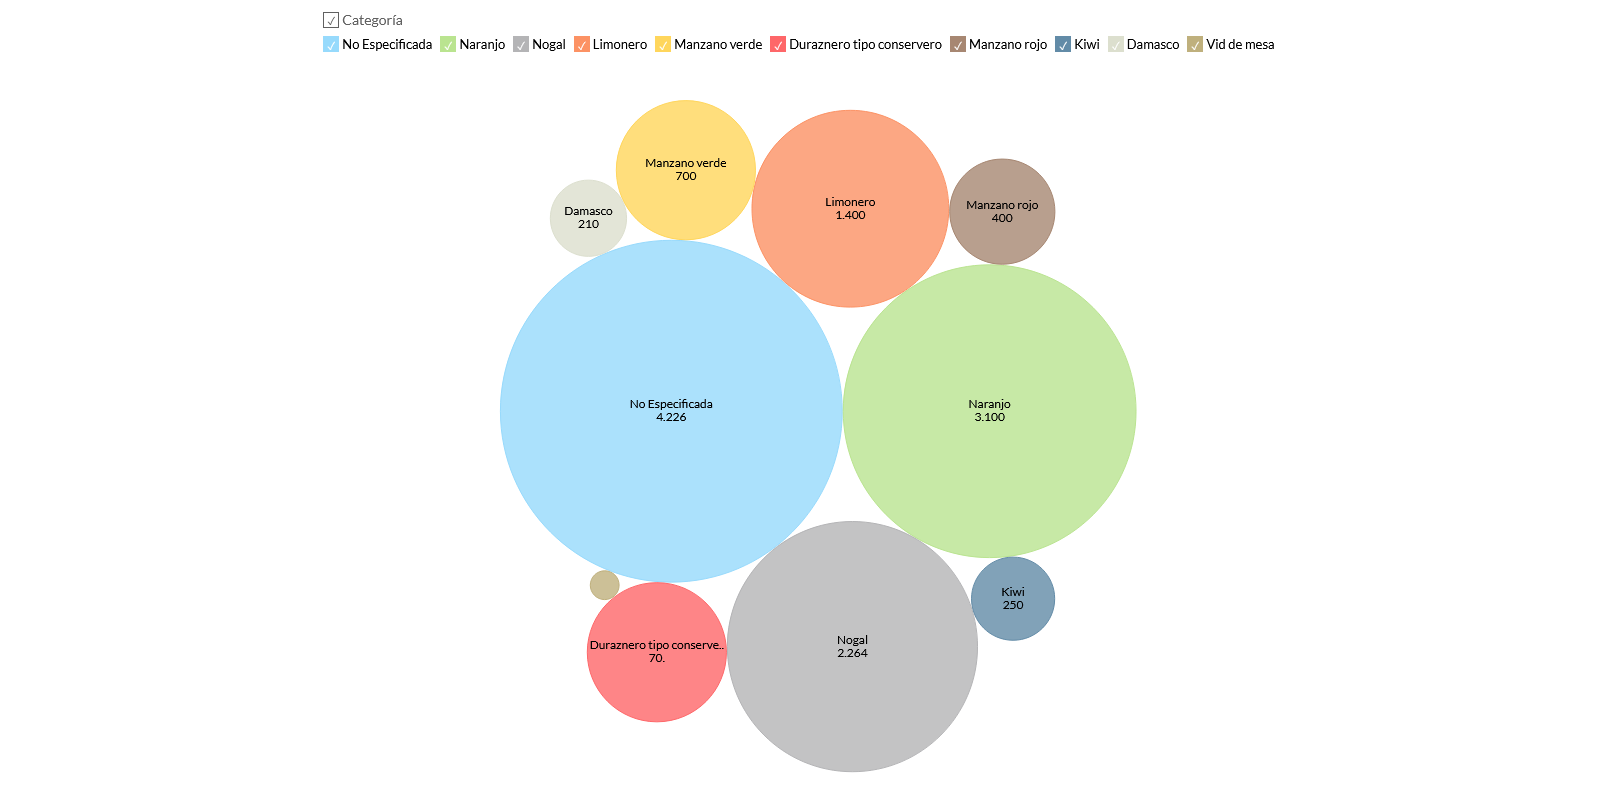 Categoría
No Especificada Naranjo Nogal Limonero Manzano verde Duraznero tipo conservero Manzano rojo Kiwi Damasco Vid de mesa
Manzano verde
700
Limonero
1.400
Manzano rojo
400
Damasco
210
No Especificada
4.226
Naranjo
3.100
Kiwi
250
Nogal
2.264
Duraznero tipo conserve..
70.